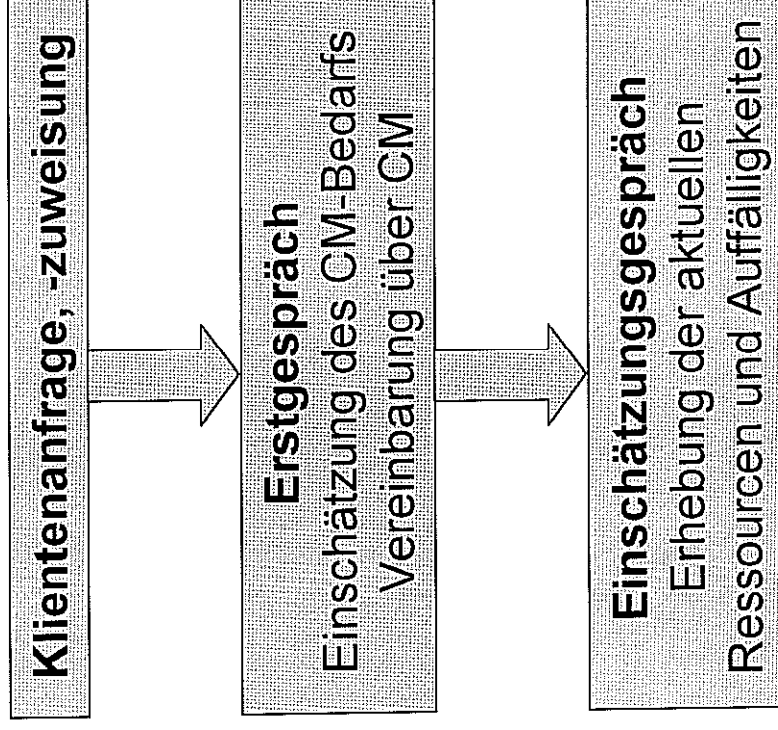 Klientenanfrage, -zuweisung
Erstgespräch
Einschätzung des CM-Bedarfs
Vereinbarung über CM
Einschätzungsgespräch
Erhebung der aktuellen
Ressourcen und Auffälligkeiten